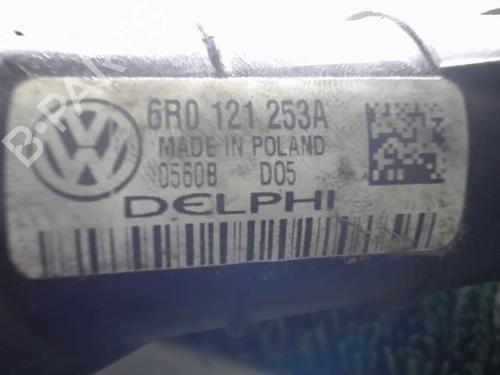 6R0 121 253A
MADE IN POLAND
0560B D05
DELPHI
B-PARTS